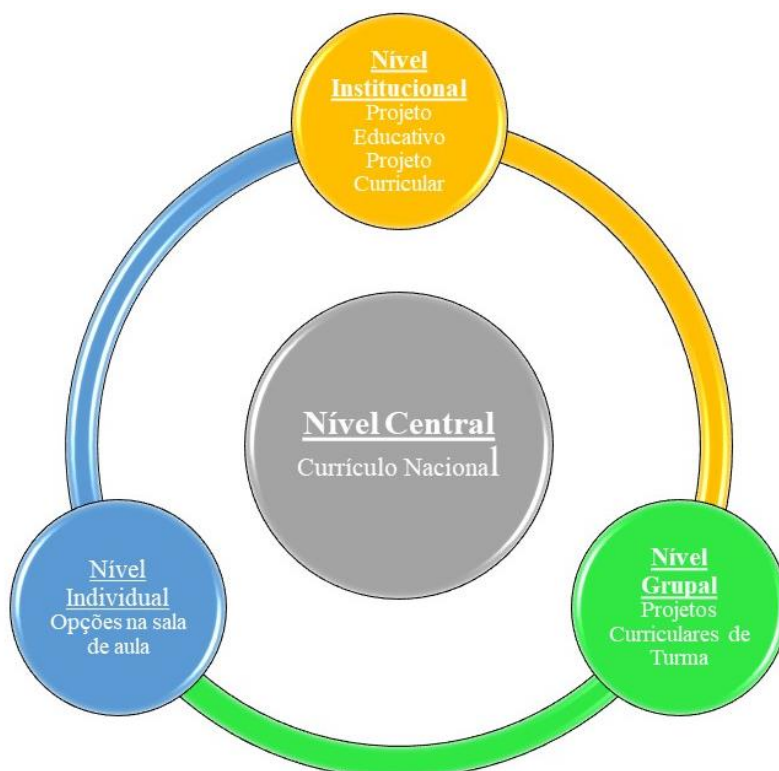 Nível
Institucional
Projeto
Educativo
Projeto
Curricular
Nível Central
Currículo Nacional
Nível
Individual
Opções na sala
de aula
Nível
Grupal
Projetos
Curriculares de
Turma